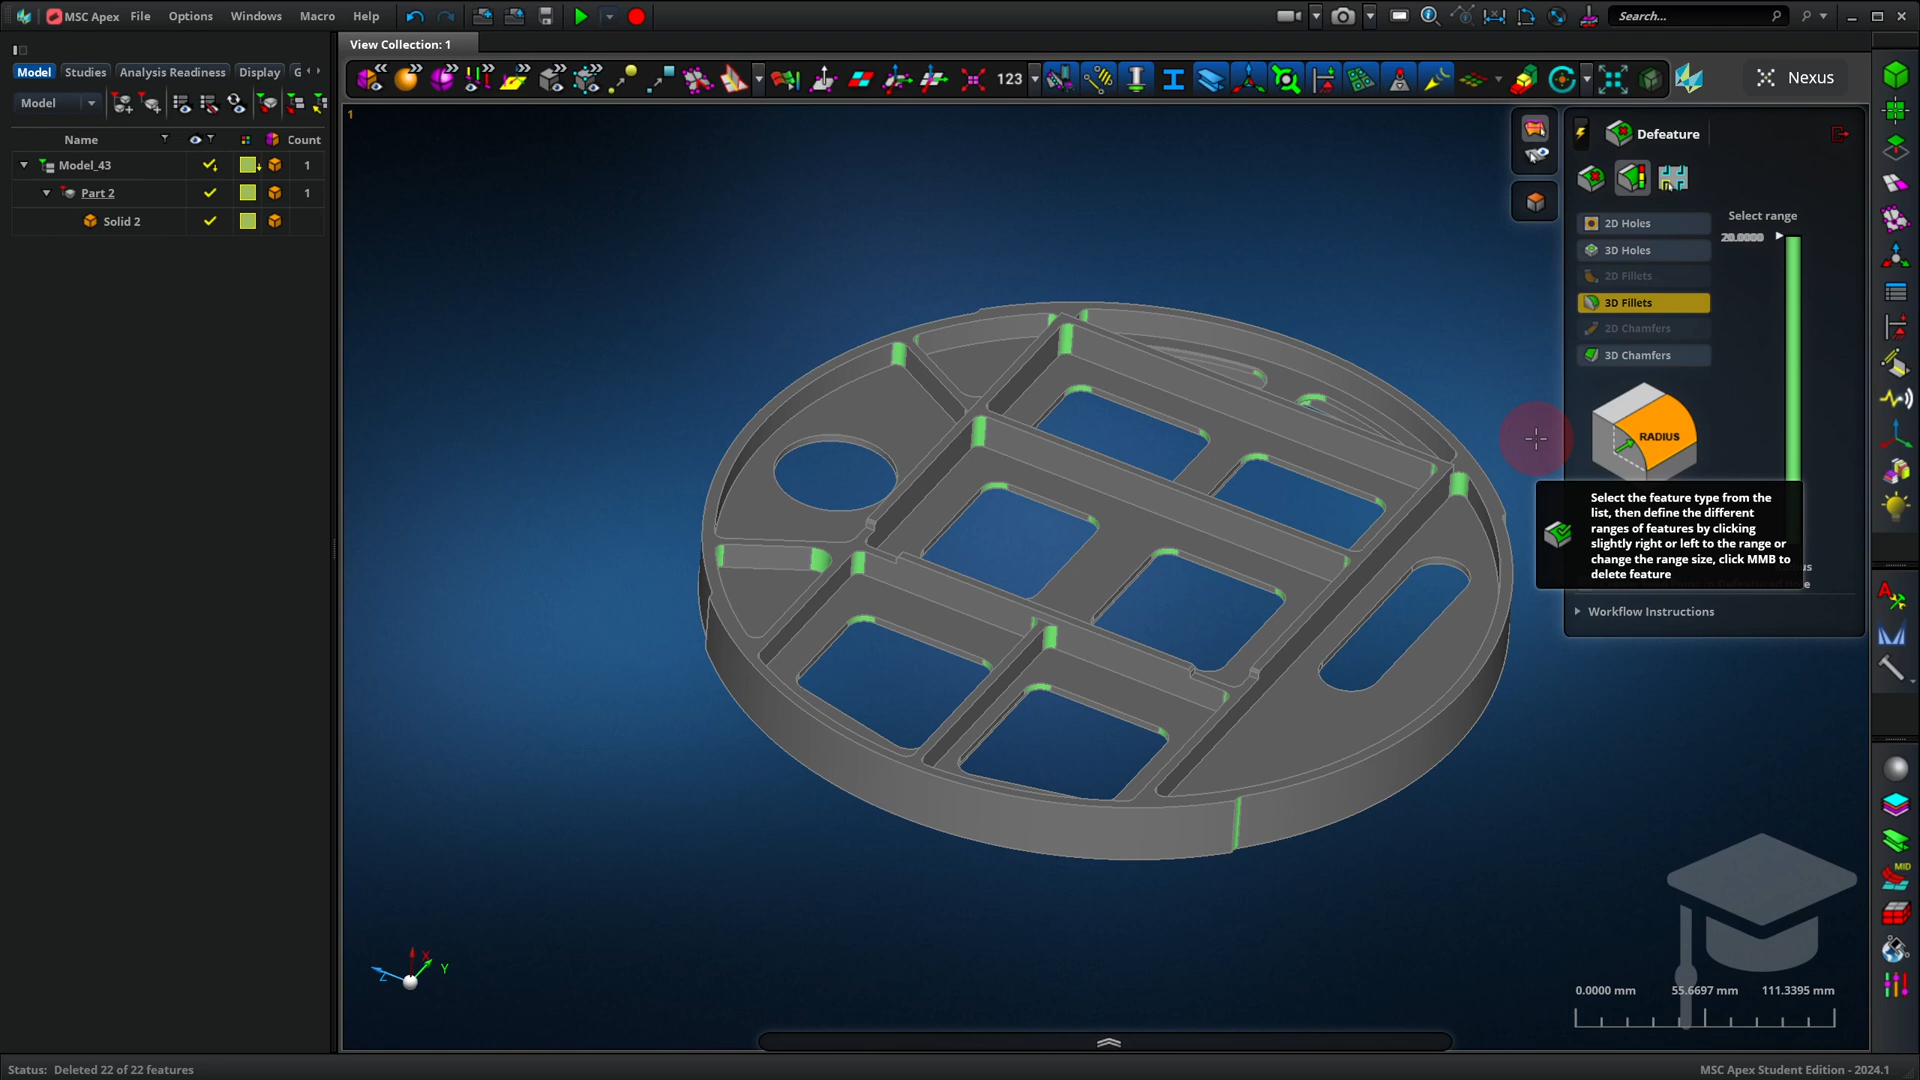 MSC Apex File Options Windows Macro Help Search...
View Collection: 1
Model Studies Analysis Readiness Display G
Model
123
Nexus
Name Count
Model_43 1
Part 2 1
Solid 2
1
Defeature
Select range
20.0000
2D Holes
3D Holes
2D Fillets
3D Fillets
2D Chamfers
3D Chamfers
RADIUS
Select the feature type from the
list, then define the different
ranges of features by clicking
slightly right or left to the range or
change the range size, click MMB to
delete feature
Workflow Instructions
MID
X
Y
Z
0.0000 mm 55.6697 mm 111.3395 mm
Status: Deleted 22 of 22 features
MSC Apex Student Edition - 2024.1